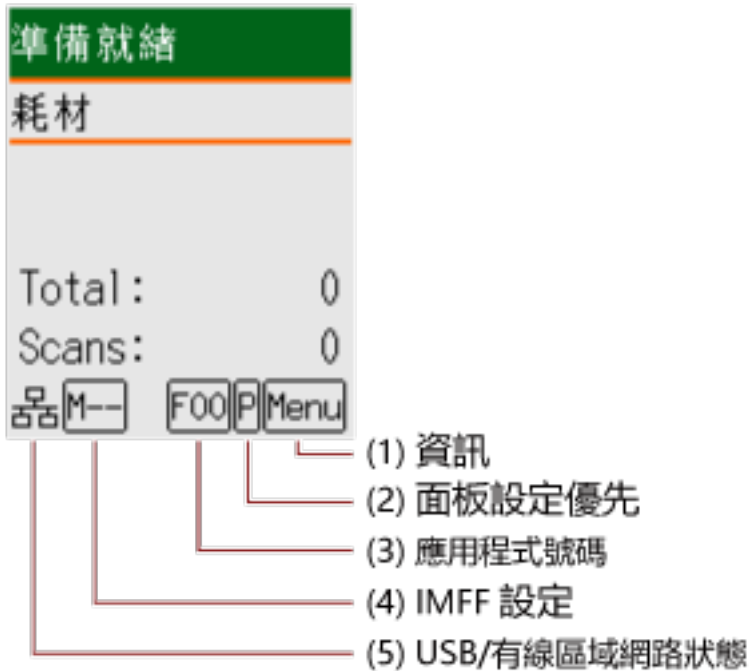 準備就緒
耗材
Total: 0
Scans: 0
M-- F00 P Menu
(1) 資訊
(2) 面板設定優先
(3) 應用程式號碼
(4) IMFF 設定
(5) USB/有線區域網路狀態